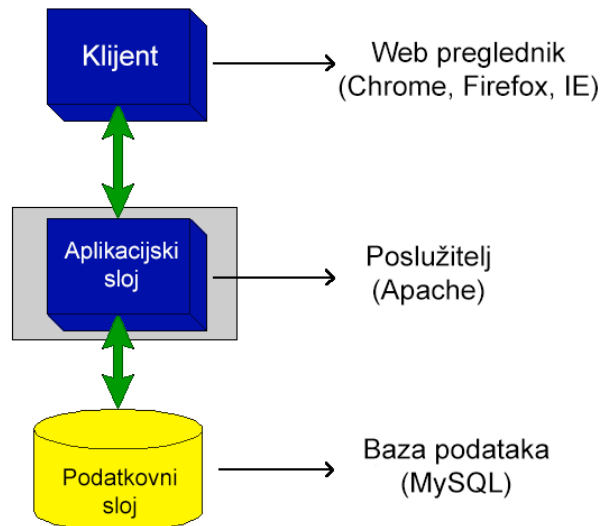 Klijent
Web preglednik
(Chrome, Firefox, IE)
Aplikacijski
sloj
Poslužitelj
(Apache)
Podatkovni
sloj
Baza podataka
(MySQL)